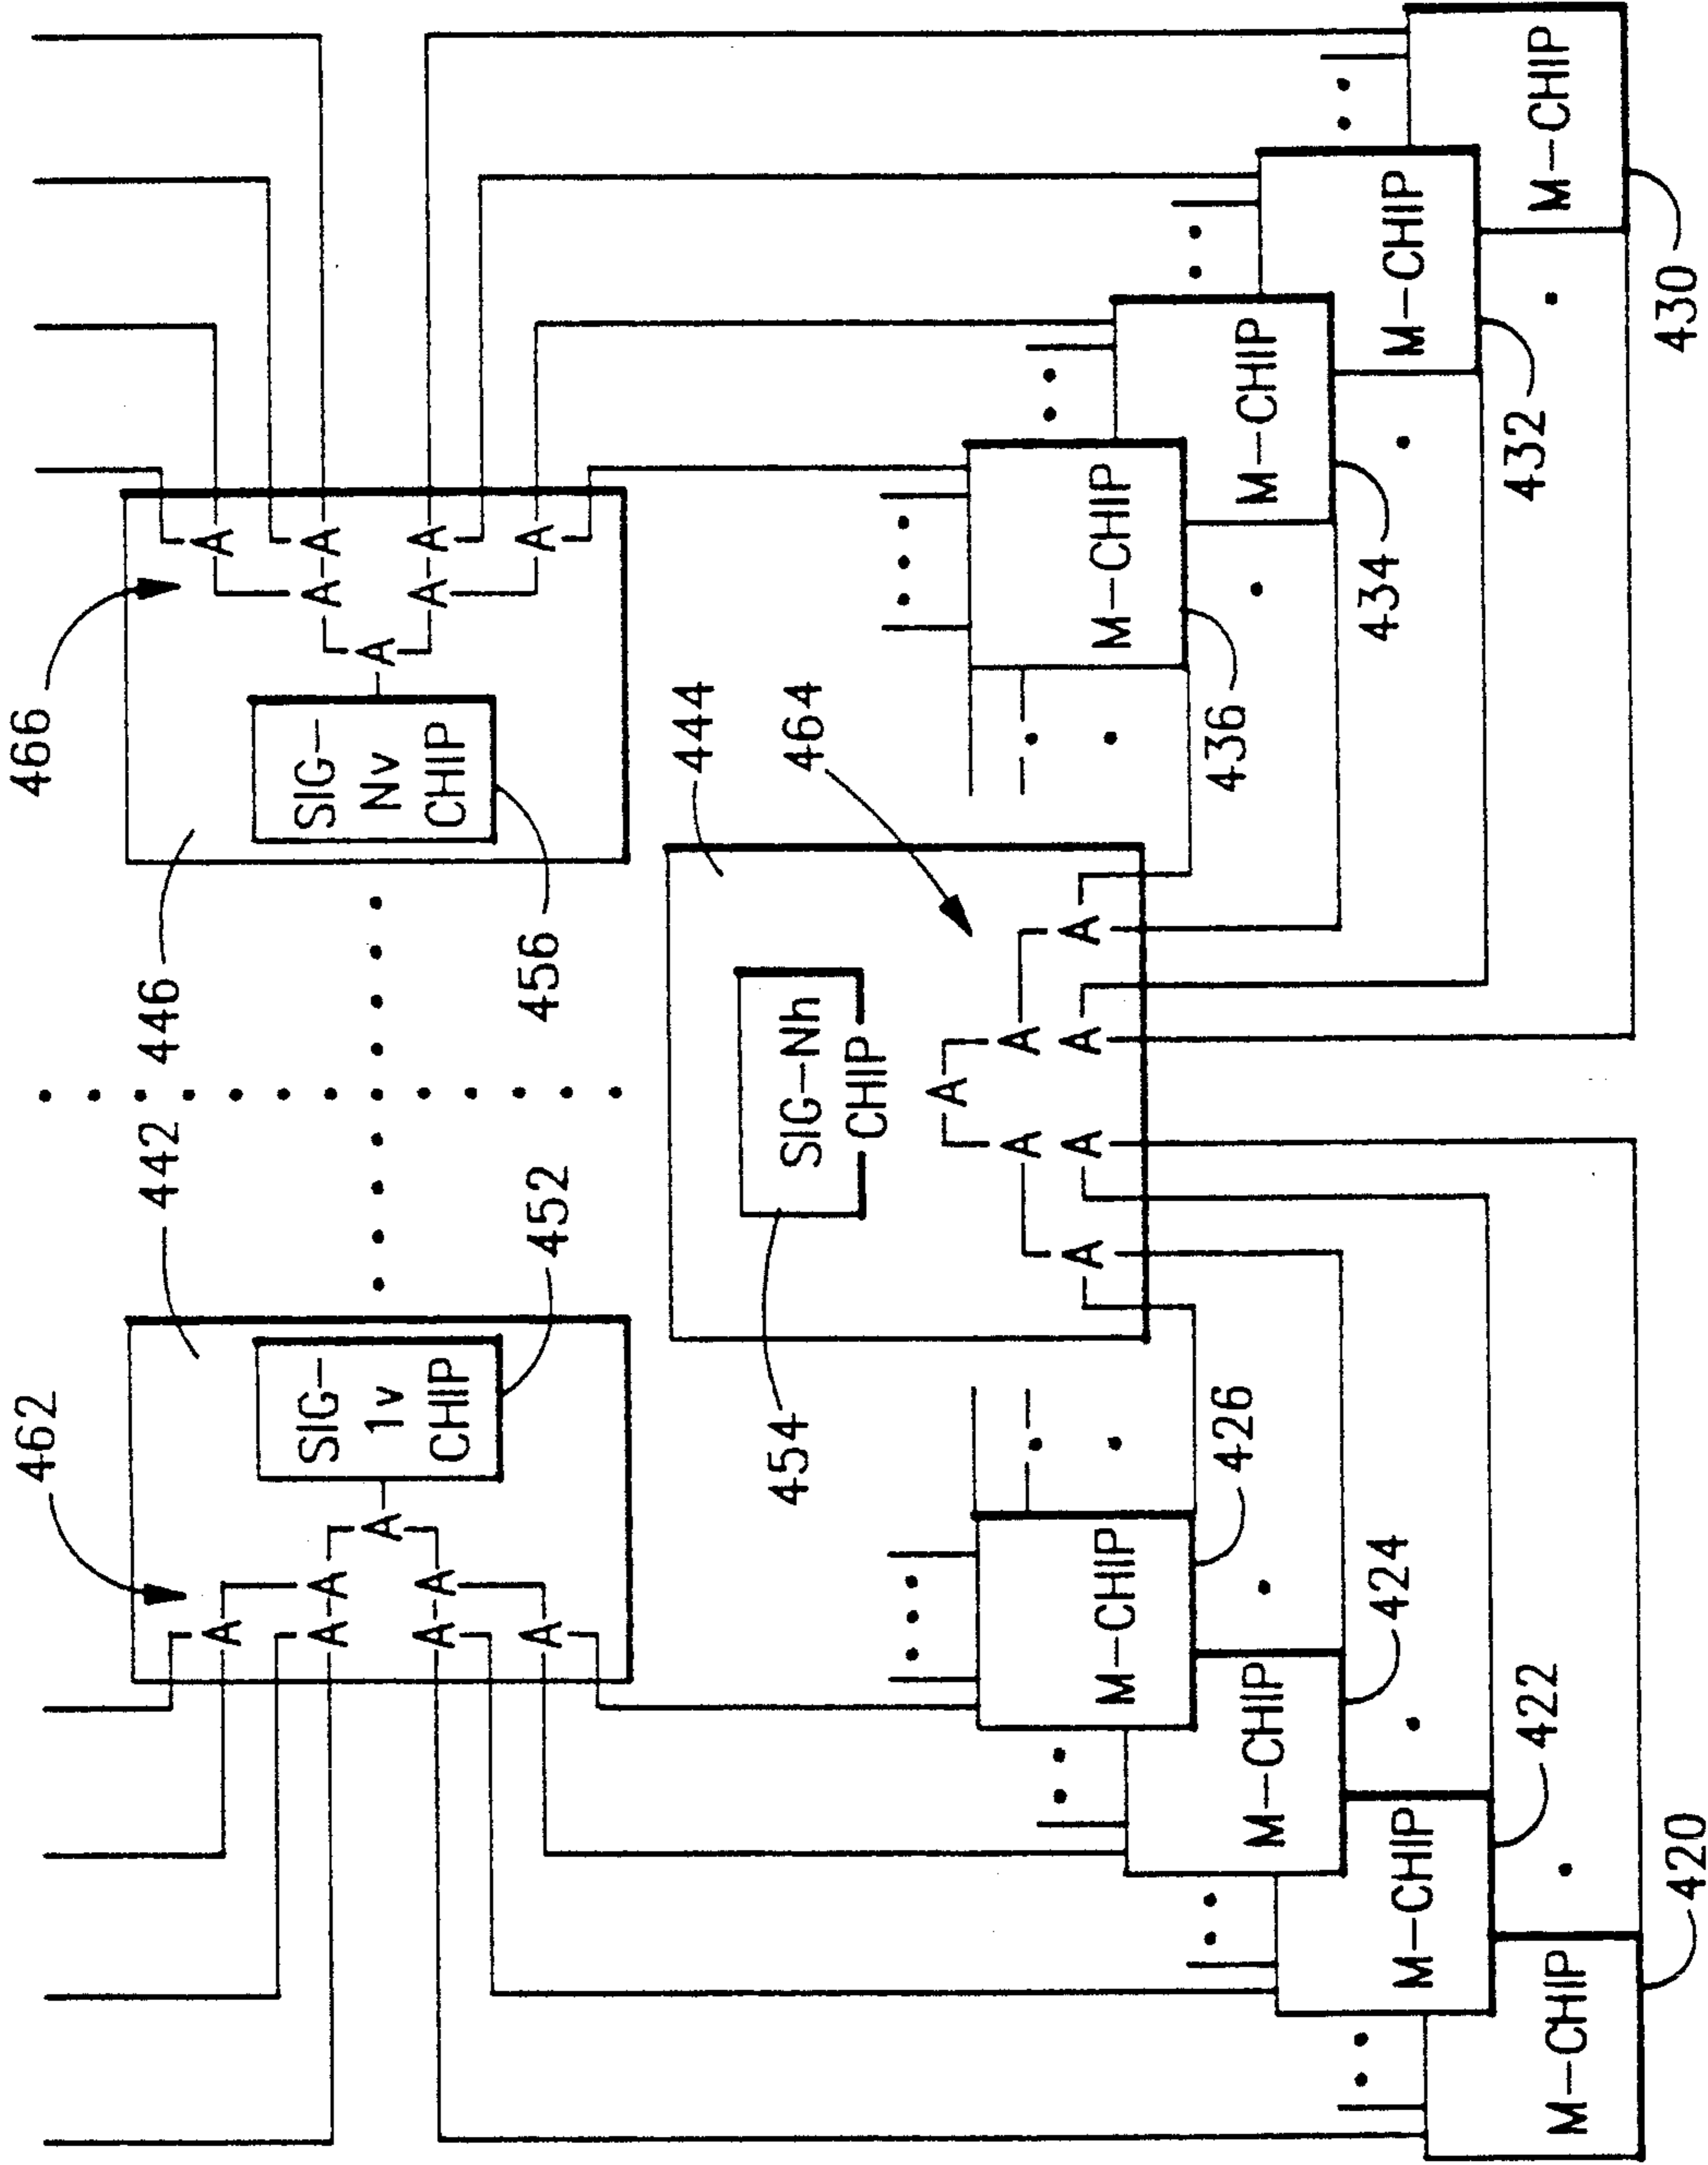 462
442
446
466
A
A
A
A
A
A
A
SIG-
1v
CHIP
SIG-
Nv
CHIP
A
A
A
A
A
A
A
452
456
454
SIG-Nh
CHIP
444
464
A
A
A
A
A
A
A
M-CHIP
426
M-CHIP
436
M-CHIP
424
M-CHIP
434
M-CHIP
422
M-CHIP
432
M-CHIP
420
M-CHIP
430